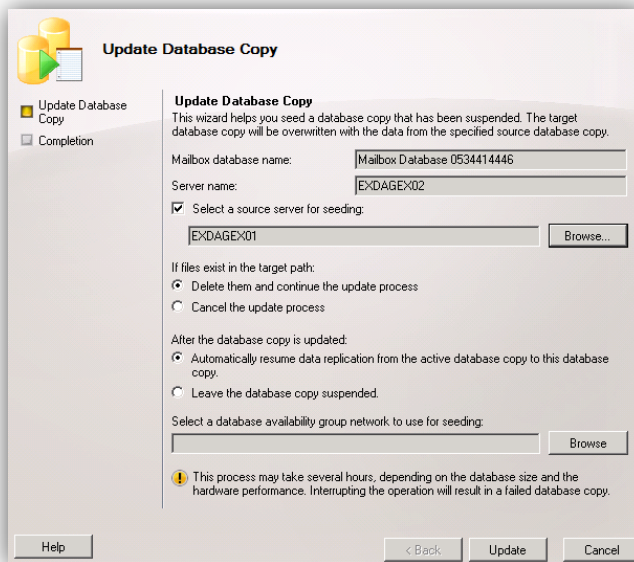 Update Database Copy
Update Database
Copy
Completion
Update Database Copy
This wizard helps you seed a database copy that has been suspended. The target
database copy will be overwritten with the data from the specified source database copy.
Mailbox database name:
Mailbox Database 0534414446
Server name:
EXDAGEX02
Select a source server for seeding:
EXDAGEX01
Browse...
If files exist in the target path:
Delete them and continue the update process
Cancel the update process
After the database copy is updated:
Automatically resume data replication from the active database copy to this database
copy.
Leave the database copy suspended.
Select a database availability group network to use for seeding:
Browse
This process may take several hours, depending on the database size and the
hardware performance. Interrupting the operation will result in a failed database copy.
Help
< Back
Update
Cancel